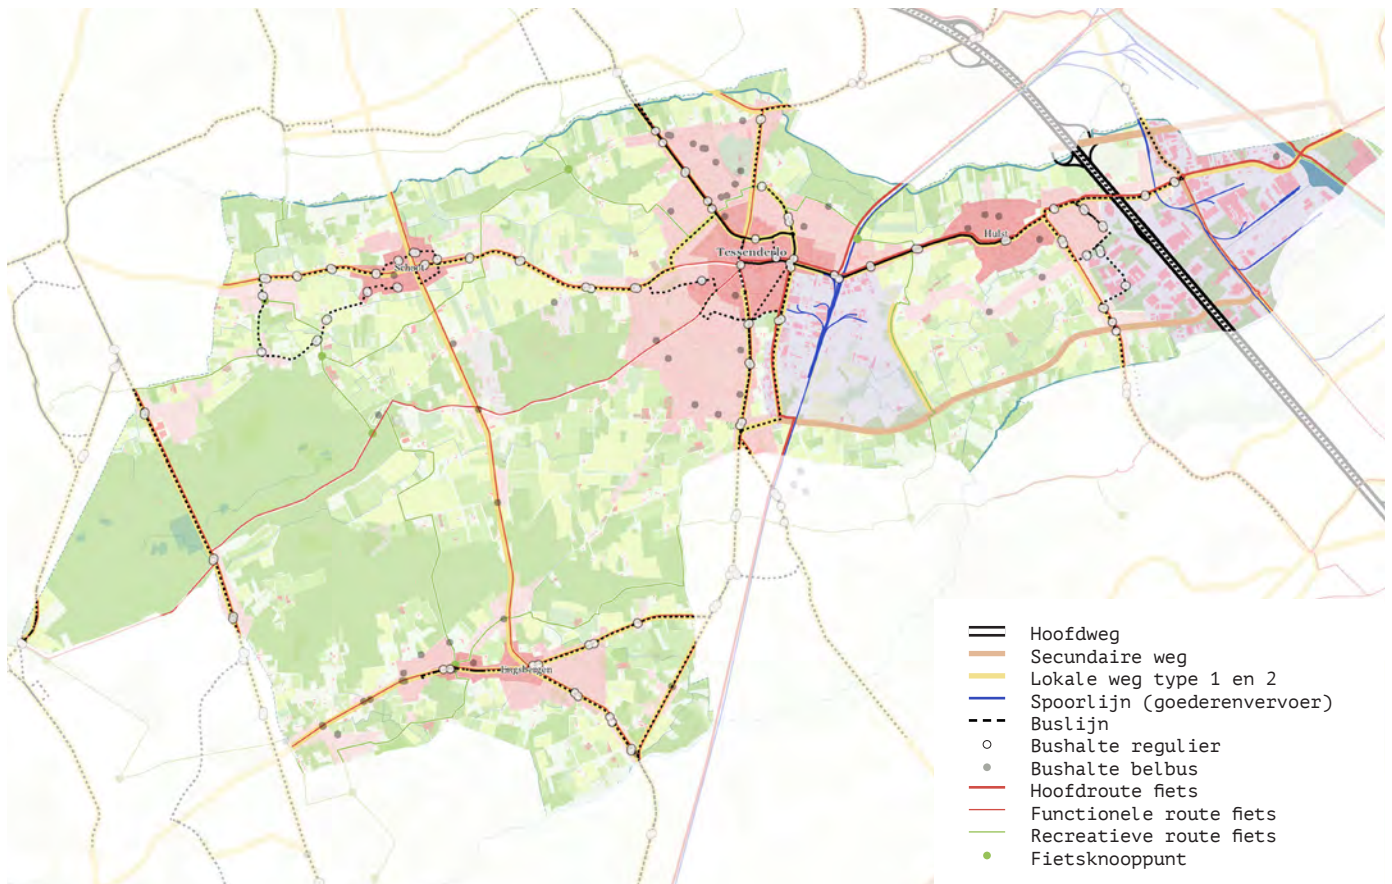 Tessenderlo
Hulst
Schoot
Engsbergen
Hoofdweg
Secundaire weg
Lokale weg type 1 en 2
Spoorlijn (goederenvervoer)
Buslijn
Bushalte regulier
Bushalte belbus
Hoofdroute fiets
Functionele route fiets
Recreatieve route fiets
Fietsknooppunt